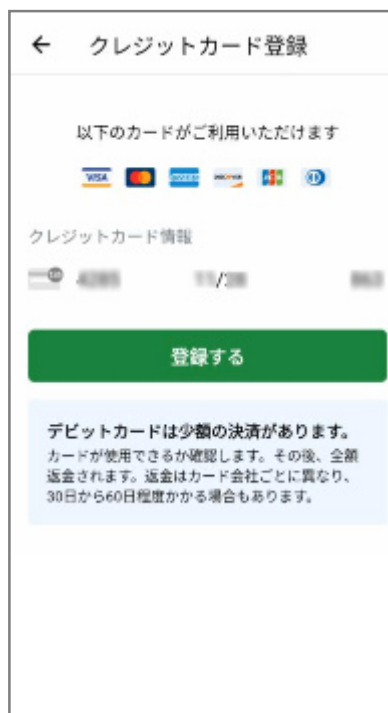 ← クレジットカード登録
以下のカードがご利用いただけます
VISA
クレジットカード情報
登録する
デビットカードは少額の決済があります。
カードが使用できるか確認します。その後、全額
返金されます。返金はカード会社ごとに異なり、
30日から60日程度かかる場合もあります。